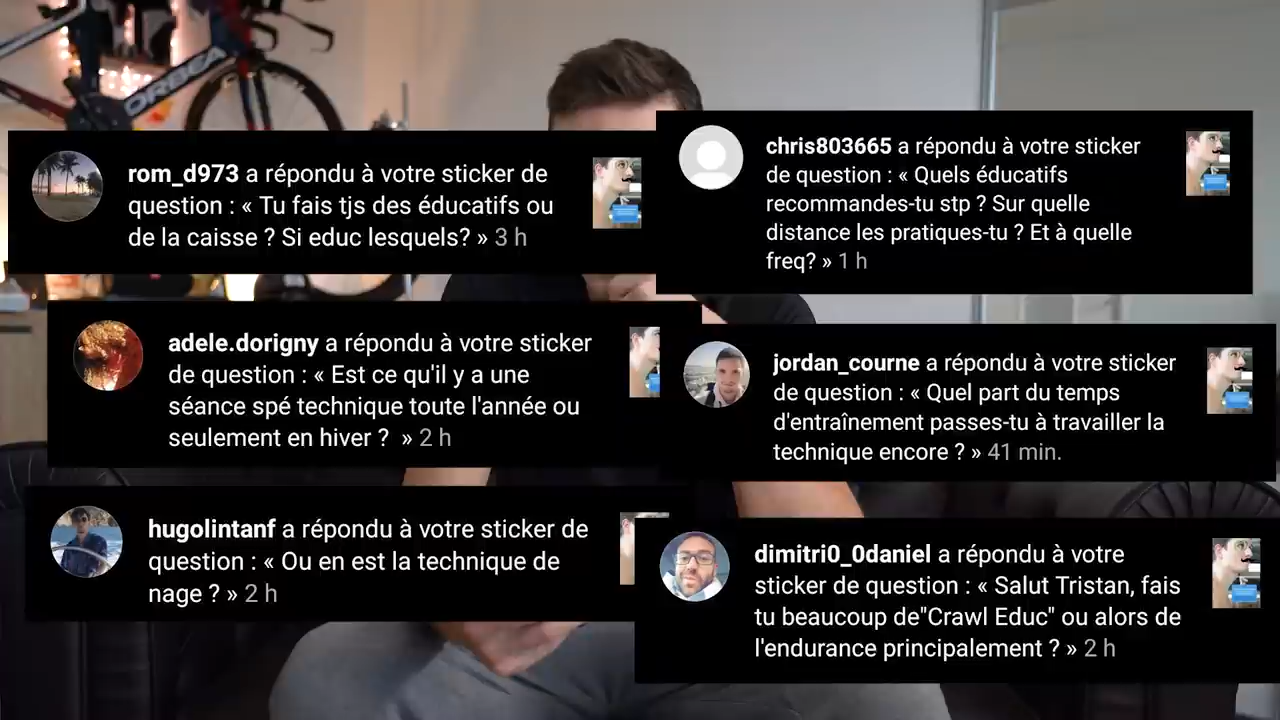 ORBEA
rom_d973 a répondu à votre sticker de
question : « Tu fais tjs des éducatifs ou
de la caisse ? Si educ lesquels? » 3 h
chris803665 a répondu à votre sticker
de question : « Quels éducatifs
recommandes-tu stp ? Sur quelle
distance les pratiques-tu ? Et à quelle
freq? » 1 h
adele.dorigny a répondu à votre sticker
de question : « Est ce qu'il y a une
séance spé technique toute l'année ou
seulement en hiver ? » 2 h
jordan_courne a répondu à votre sticker
de question : « Quel part du temps
d'entraînement passes-tu à travailler la
technique encore ? » 41 min.
hugolintanf a répondu à votre sticker de
question : « Ou en est la technique de
nage ? » 2 h
dimitri0_0daniel a répondu à votre
sticker de question : « Salut Tristan, fais
tu beaucoup de"Crawl Educ" ou alors de
l'endurance principalement ? » 2 h